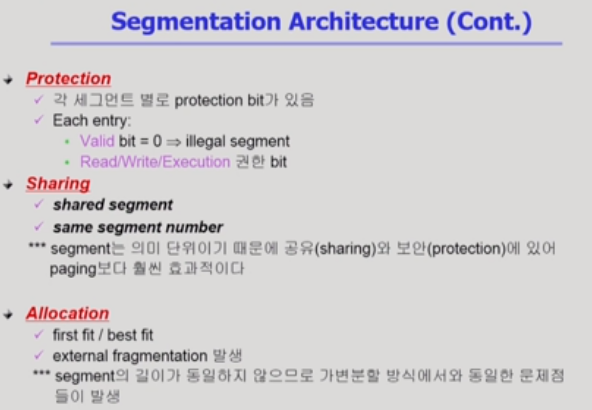 Segmentation Architecture (Cont.)
Protection
각 세그먼트 별로 protection bit가 있음
Each entry:
Valid bit = 0 ⇒ illegal segment
Read/Write/Execution 권한 bit
Sharing
shared segment
same segment number
*** segment는 의미 단위이기 때문에 공유(sharing)와 보안(protection)에 있어
paging보다 훨씬 효과적이다
Allocation
first fit / best fit
external fragmentation 발생
*** segment의 길이가 동일하지 않으므로 가변분할 방식에서와 동일한 문제점
들이 발생